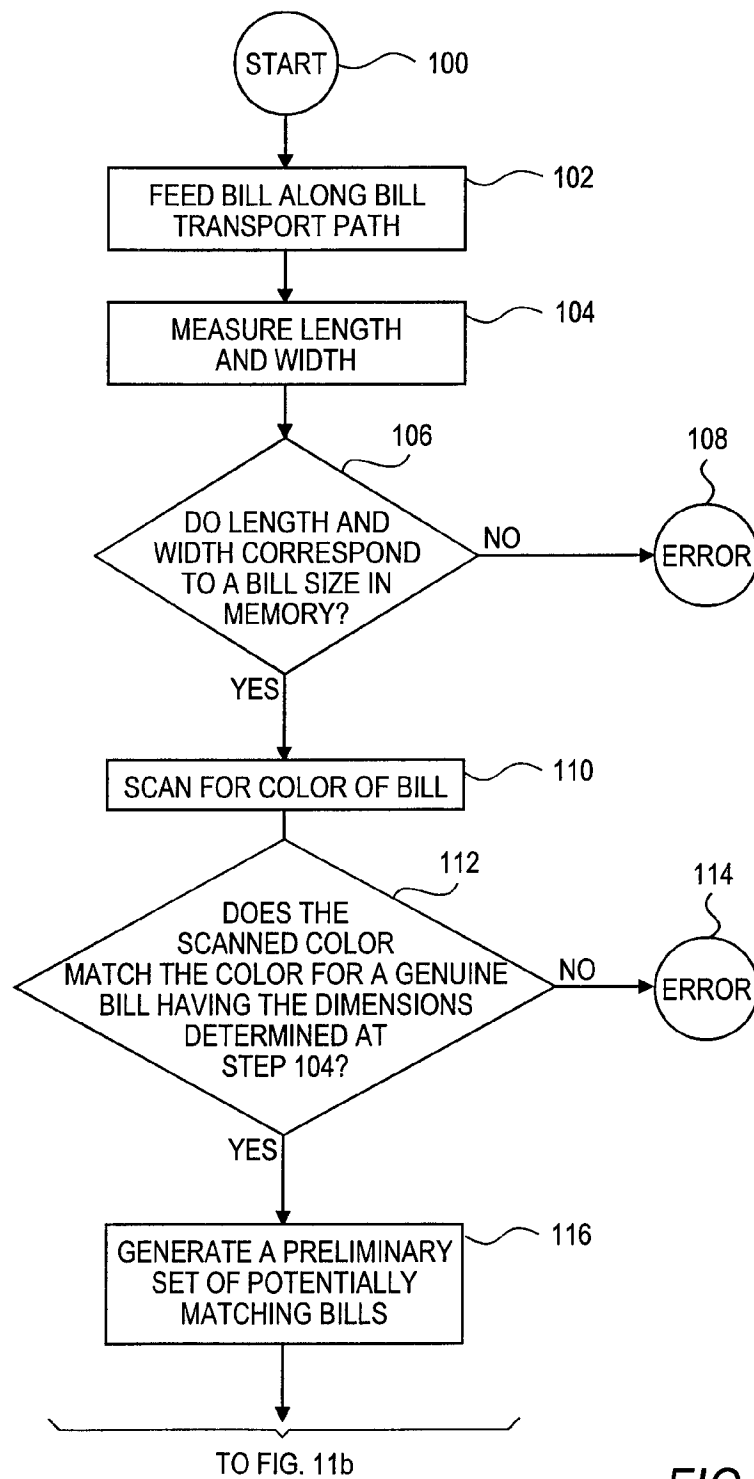 START
100
FEED BILL ALONG BILL
TRANSPORT PATH
102
MEASURE LENGTH
AND WIDTH
104
106
DO LENGTH AND
WIDTH CORRESPOND
TO A BILL SIZE IN
MEMORY?
NO
108
ERROR
YES
SCAN FOR COLOR OF BILL
110
112
DOES THE
SCANNED COLOR
MATCH THE COLOR FOR A GENUINE
BILL HAVING THE DIMENSIONS
DETERMINED AT
STEP 104?
NO
114
ERROR
YES
GENERATE A PRELIMINARY
SET OF POTENTIALLY
MATCHING BILLS
116
TO FIG. 11b